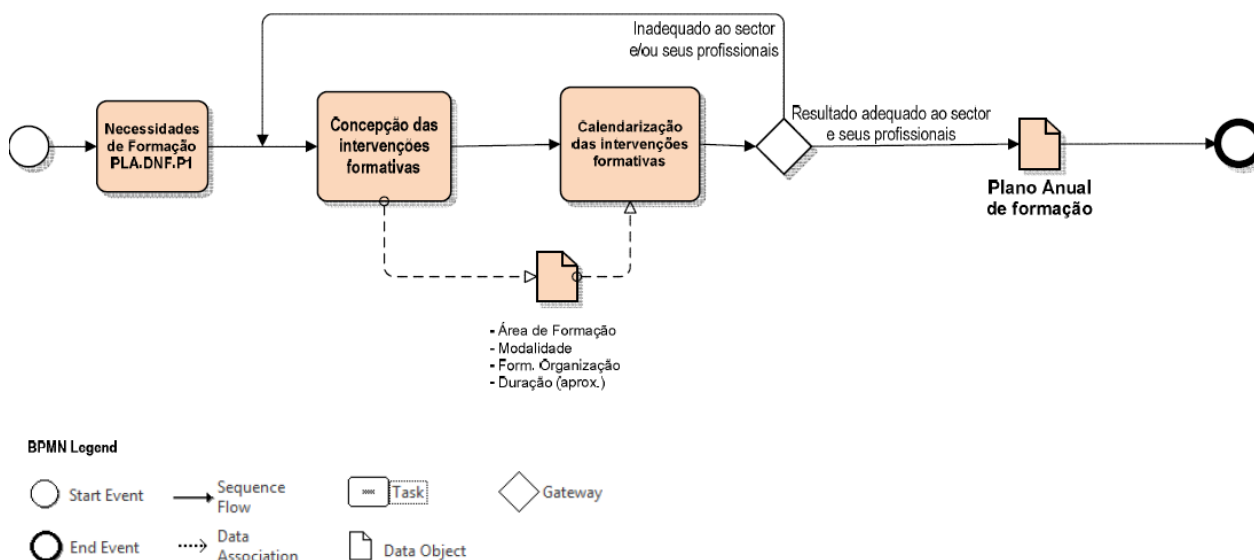 Inadequado ao sector
e/ou seus profissionais
Necessidades
de Formação
PLA.DNF.P1
Concepção das
intervenções
formativas
Calendarização
das intervenções
formativas
Resultado adequado ao sector
e seus profissionais
Plano Anual
de formação
- Área de Formação
- Modalidade
- Form. Organização
- Duração (aprox.)
BPMN Legend
Start Event
Sequence
Flow
Task
Gateway
End Event
Data
Association
Data Object